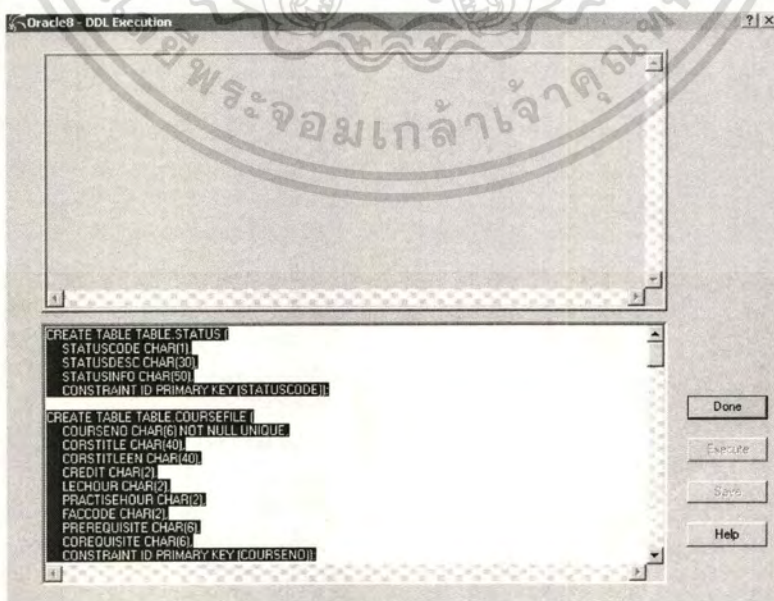 Oracle8 - DDL Execution
CREATE TABLE TABLE.STATUS (
STATUSCODE CHAR(1),
STATUSDESC CHAR(30),
STATUSINFO CHAR(50),
CONSTRAINT ID PRIMARY KEY (STATUSCODE));
CREATE TABLE TABLE.COURSEFILE (
COURSENO CHAR(6) NOT NULL UNIQUE,
CORSTITLE CHAR(40),
CORSTITLEEN CHAR(40),
CREDIT CHAR(2),
LECHOUR CHAR(2),
PRACTISEHOUR CHAR(2),
FACCODE CHAR(2),
PREREQUISITE CHAR(6),
COREQUISITE CHAR(6),
CONSTRAINT ID PRIMARY KEY (COURSENO));
Done
Execute
Save
Help
พระจอมเกล้าเจ้าคุณ